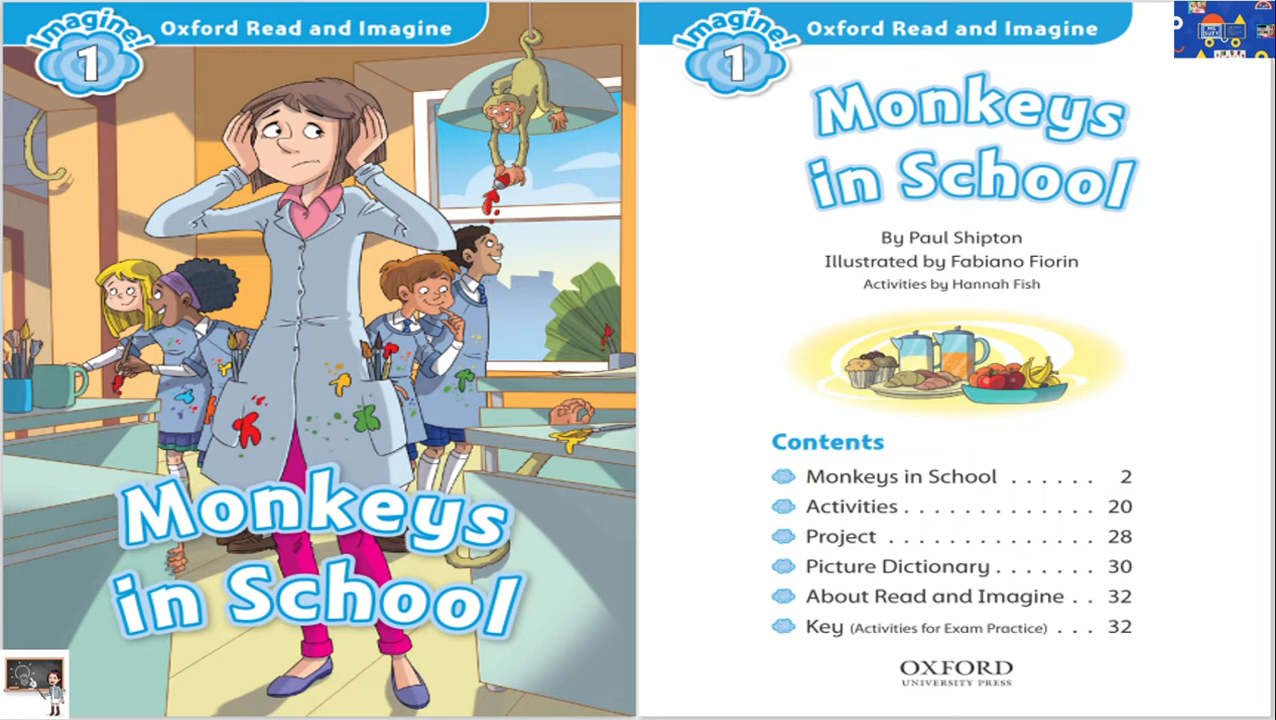 Imagine!
1
Oxford Read and Imagine
Monkeys
in School
Imagine!
1
Oxford Read and Imagine
Monkeys
in School
By Paul Shipton
Illustrated by Fabiano Fiorin
Activities by Hannah Fish
Contents
Monkeys in School . . . . . . 2
Activities . . . . . . . . . . . . . 20
Project . . . . . . . . . . . . . . 28
Picture Dictionary . . . . . . . 30
About Read and Imagine . . 32
Key (Activities for Exam Practice) . . . 32
OXFORD
UNIVERSITY PRESS